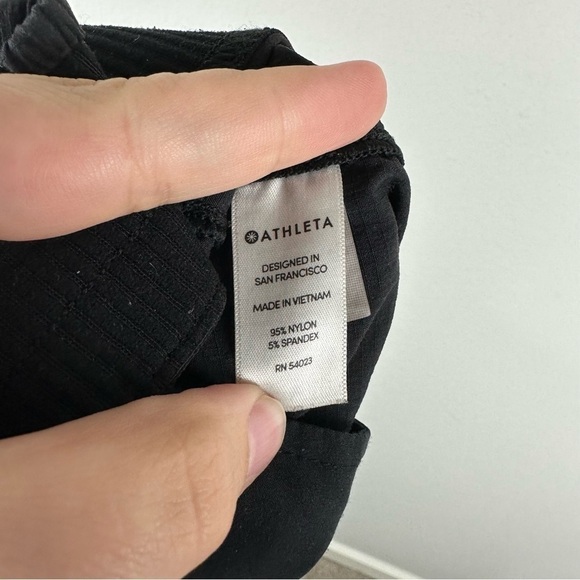 ATHLETA
DESIGNED IN
SAN FRANCISCO
MADE IN VIETNAM
95% NYLON
5% SPANDEX
RN 54023